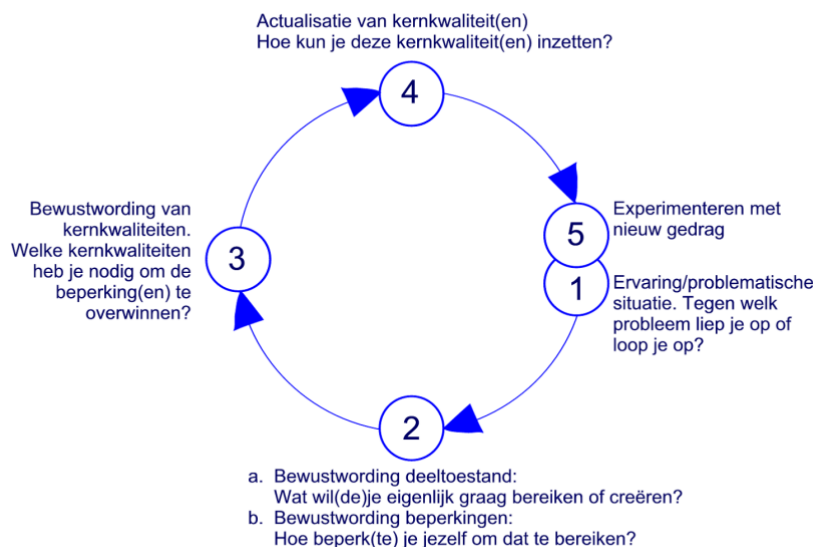 Actualisatie van kernkwaliteit(en)
Hoe kun je deze kernkwaliteit(en) inzetten?
4
Bewustwording van
kernkwaliteiten.
Welke kernkwaliteiten
heb je nodig om de
beperking(en) te
overwinnen?
3
5
Experimenteren met
nieuw gedrag
1
Ervaring/problematische
situatie. Tegen welk
probleem liep je op of
loop je op?
2
a. Bewustwording deeltoestand:
Wat wil(de)je eigenlijk graag bereiken of creëren?
b. Bewustwording beperkingen:
Hoe beperk(te) je jezelf om dat te bereiken?